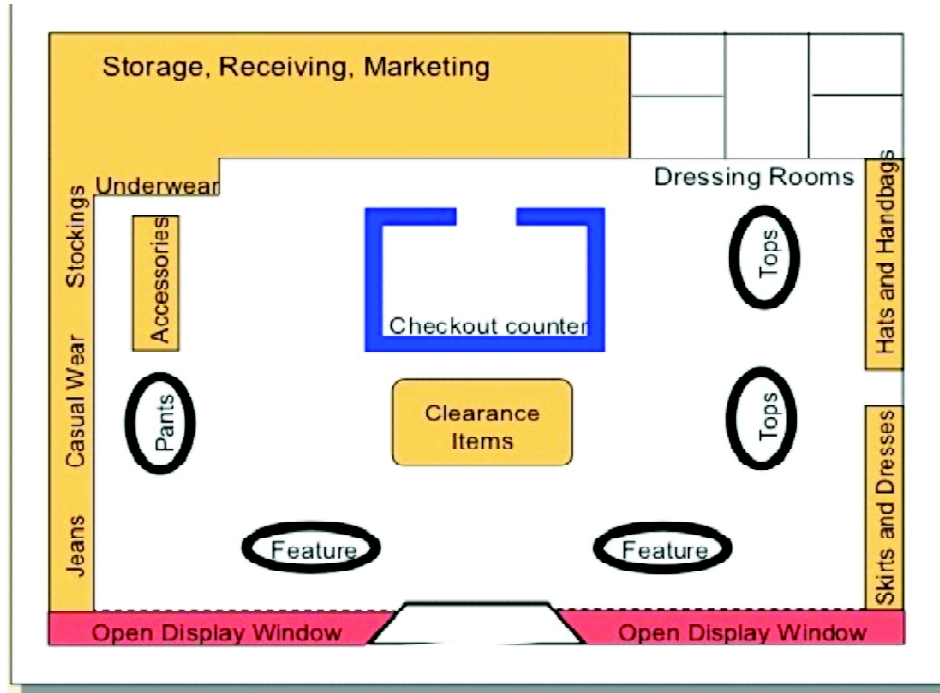 Storage, Receiving, Marketing
Underwear
Dressing Rooms
Stockings
Accessories
Tops
Hats and Handbags
Checkout counter
Casual Wear
Pants
Clearance
Items
Tops
Jeans
Feature
Feature
Skirts and Dresses
Open Display Window
Open Display Window